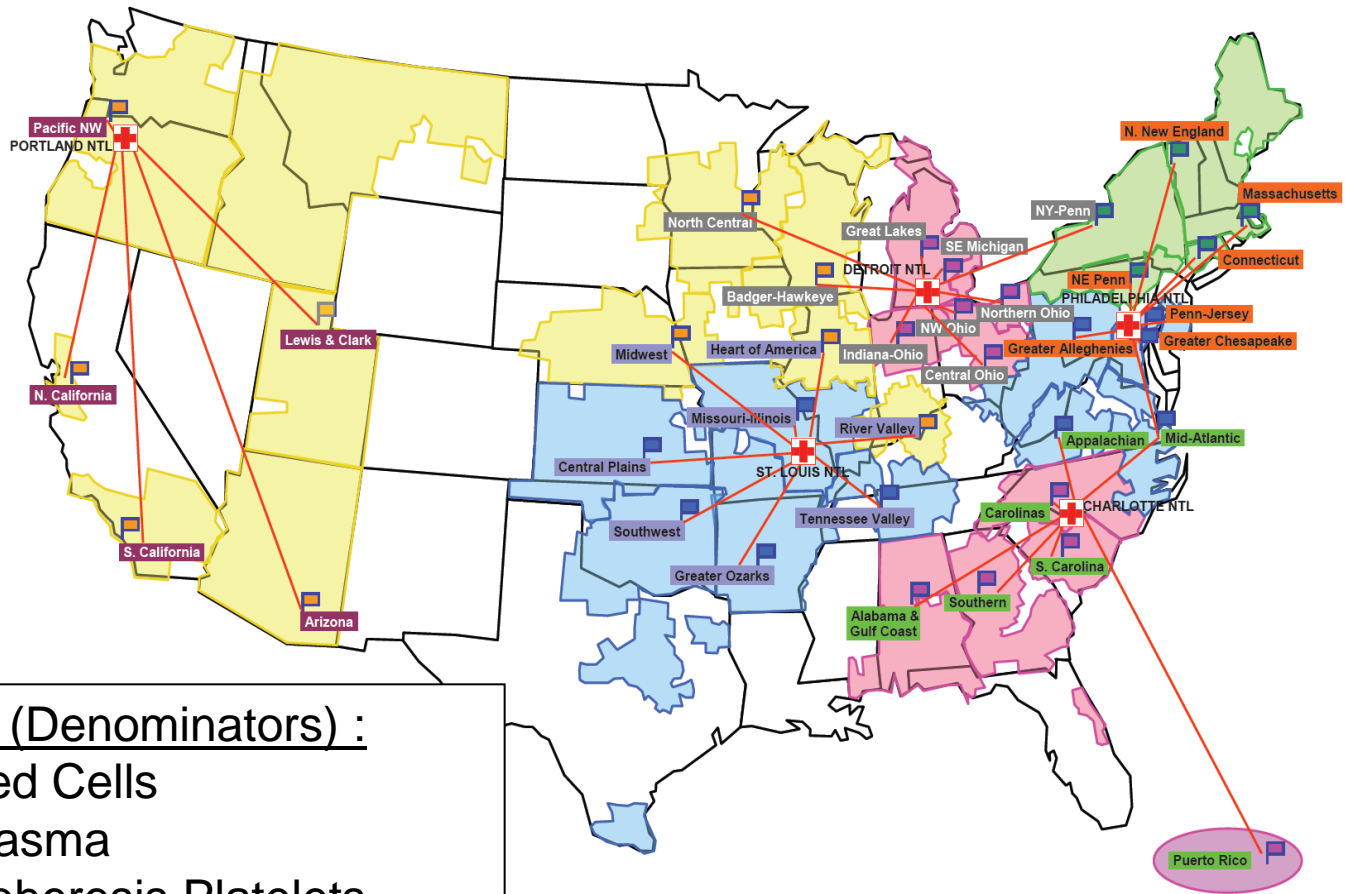 N. New England
Pacific NW
PORTLAND NTL
Massachusetts
NY-Penn
North Central
Great Lakes
SE Michigan
Connecticut
DETROIT NTL
NE Penn
Badger-Hawkeye
PHILADELPHIA NTL
Northern Ohio
Penn-Jersey
NW Ohio
Lewis & Clark
Greater Chesapeake
Midwest
Heart of America
Indiana-Ohio
Greater Alleghenies
Central Ohio
N. California
Missouri-Illinois
River Valley
Appalachian
Mid-Atlantic
Central Plains
ST. LOUIS NTL
Carolinas
CHARLOTTE NTL
Tennessee Valley
Southwest
S. California
S. Carolina
Greater Ozarks
Southern
Alabama &
Gulf Coast
Arizona
(Denominators) :
ed Cells
asma
pheresis Platelets
Puerto Rico